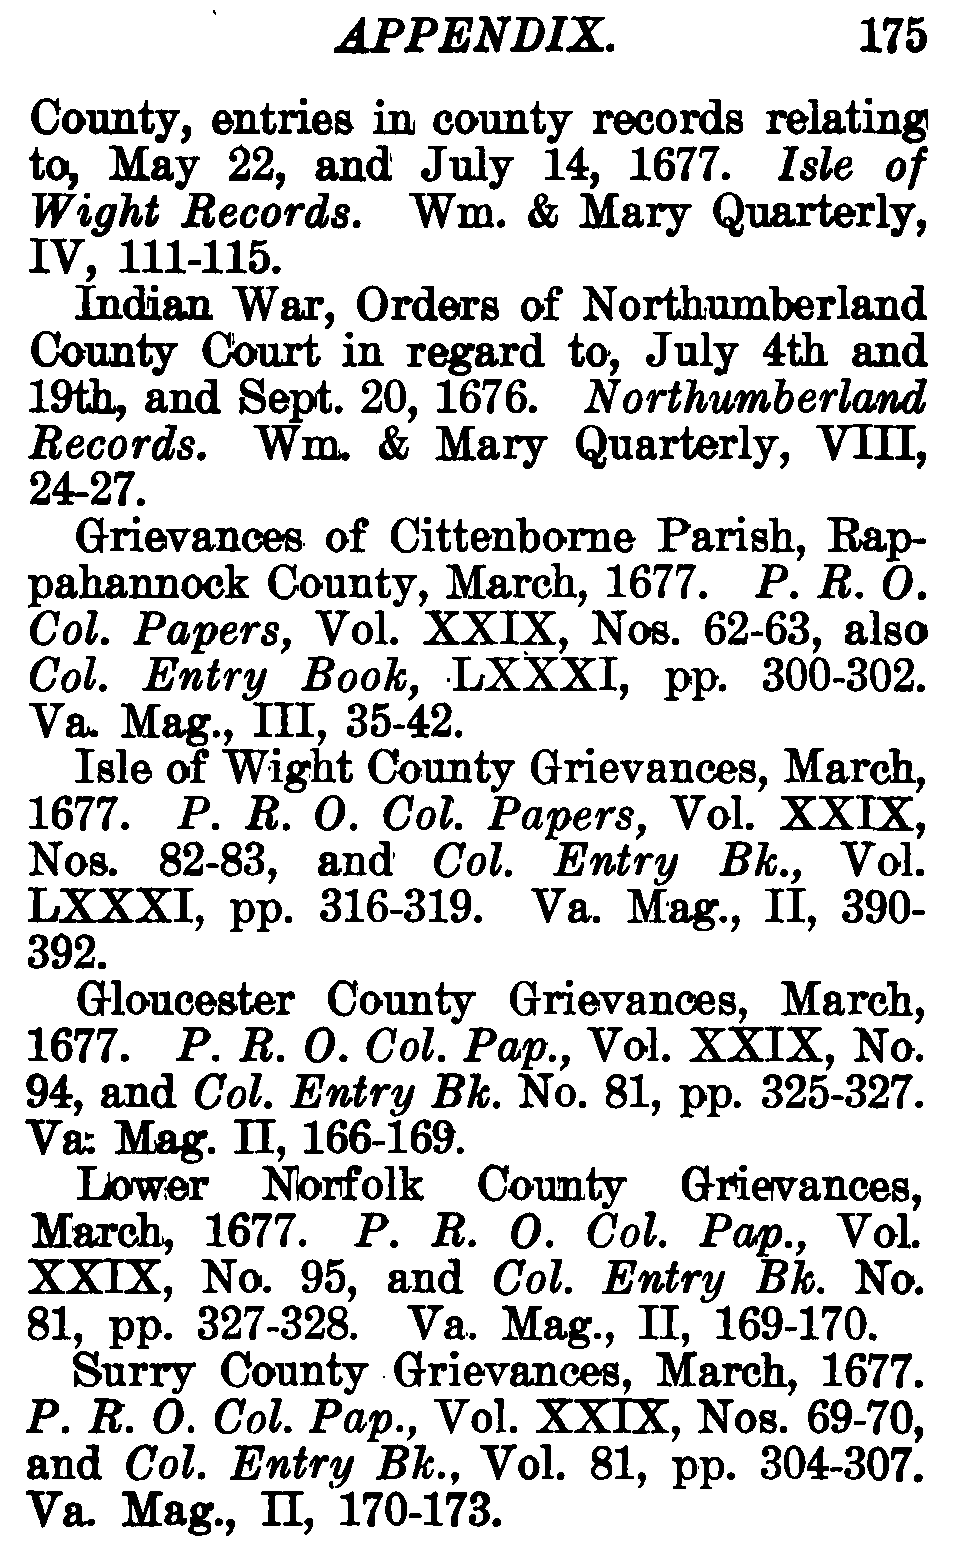 APPENDIX. 175
County, entries in county records relating
to, May 22, and July 14, 1677. Isle of
Wight Records. Wm. & Mary Quarterly,
IV, 111-115.
Indian War, Orders of Northumberland
County Court in regard to, July 4th and
19th, and Sept. 20, 1676. Northumberland
Records. Wm. & Mary Quarterly, VIII,
24-27.
Grievances of Cittenborne Parish, Rap-
pahannock County, March, 1677. P. R. O.
Col. Papers, Vol. XXIX, Nos. 62-63, also
Col. Entry Book, LXXXI, pp. 300-302.
Va. Mag., III, 35-42.
Isle of Wight County Grievances, March,
1677. P. R. O. Col. Papers, Vol. XXIX,
Nos. 82-83, and Col. Entry Bk., Vol.
LXXXI, pp. 316-319. Va. Mag., II, 390-
392.
Gloucester County Grievances, March,
1677. P. R. O. Col. Pap., Vol. XXIX, No.
94, and Col. Entry Bk. No. 81, pp. 325-327.
Va. Mag. II, 166-169.
Lower Norfolk County Grievances,
March, 1677. P. R. O. Col. Pap., Vol.
XXIX, No. 95, and Col. Entry Bk. No.
81, pp. 327-328. Va. Mag., II, 169-170.
Surry County Grievances, March, 1677.
P. R. O. Col. Pap., Vol. XXIX, Nos. 69-70,
and Col. Entry Bk., Vol. 81, pp. 304-307.
Va. Mag., II, 170-173.